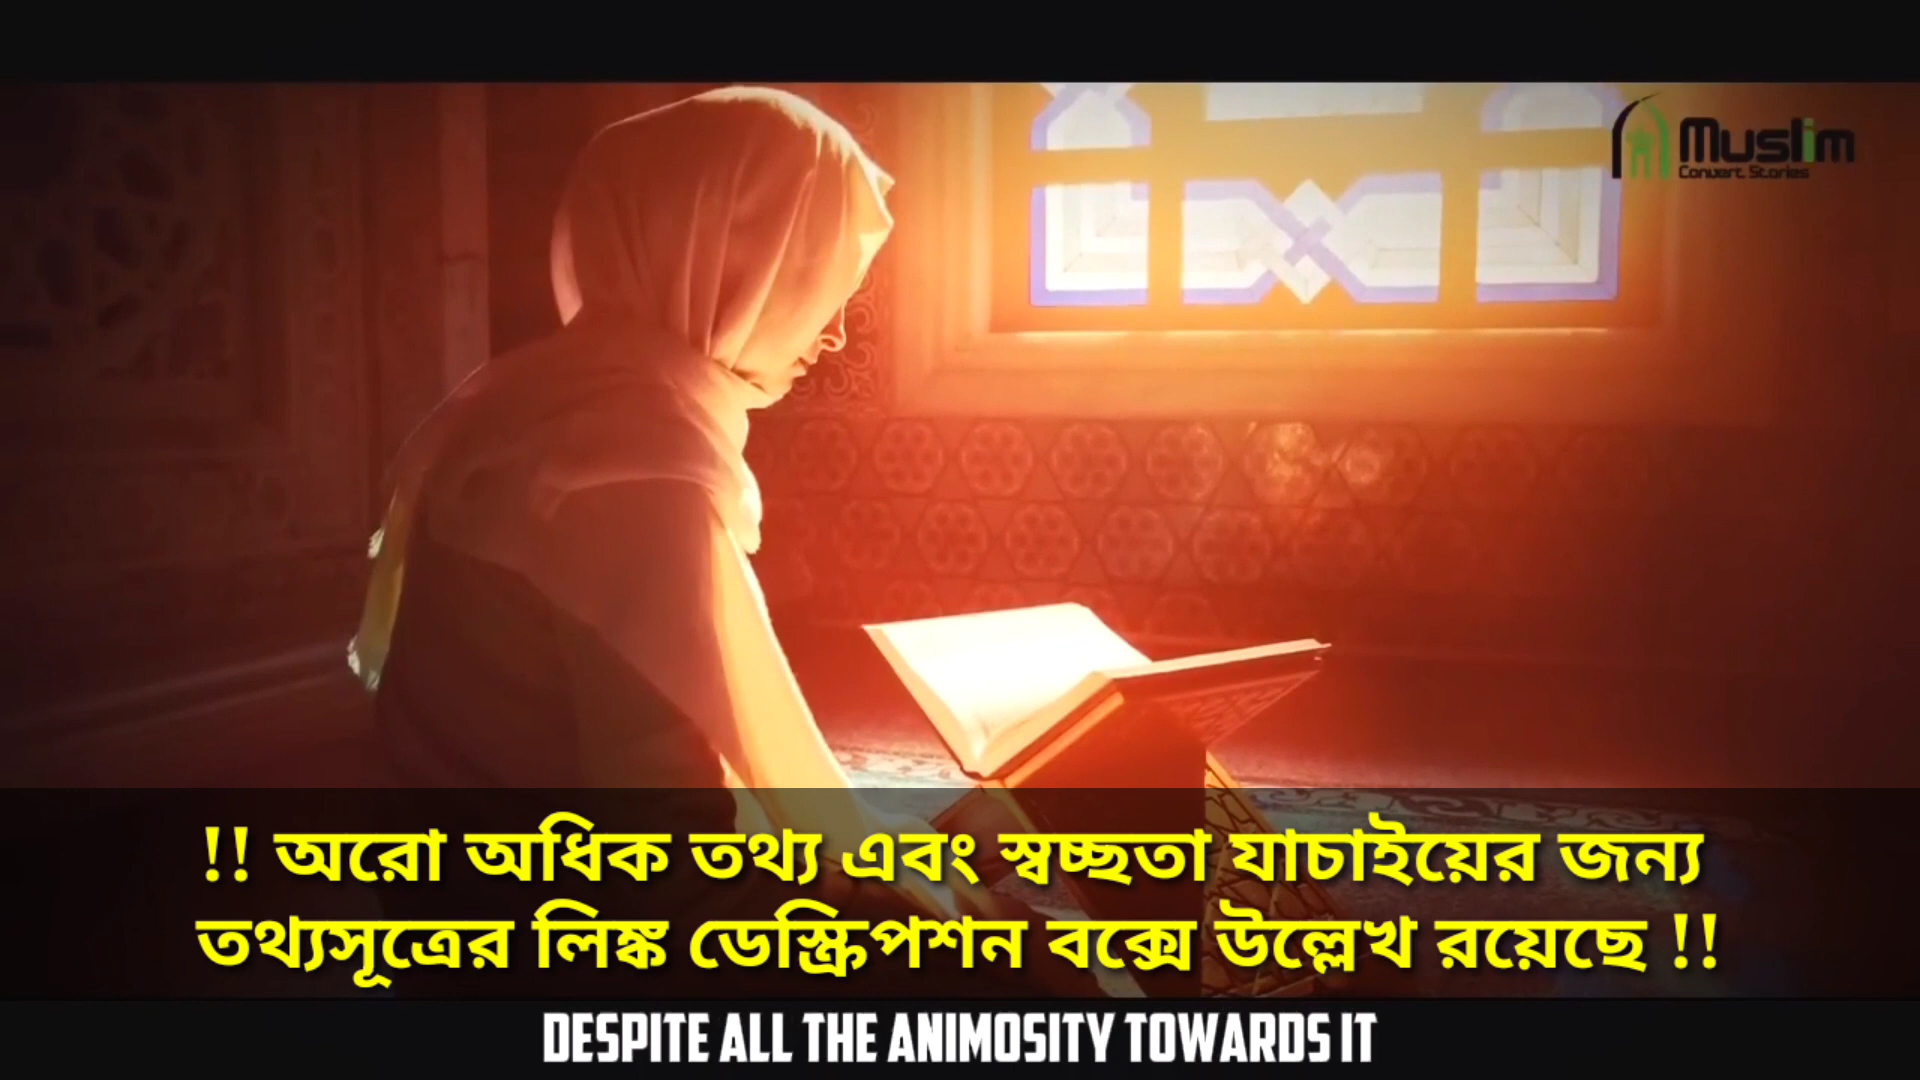 Muslim
Convert Stories
!! অরো অধিক তথ্য এবং স্বচ্ছতা যাচাইয়ের জন্য
তথ্যসূত্রের লিঙ্ক ডেস্ক্রিপশন বক্সে উল্লেখ রয়েছে !!
DESPITE ALL THE ANIMOSITY TOWARDS IT